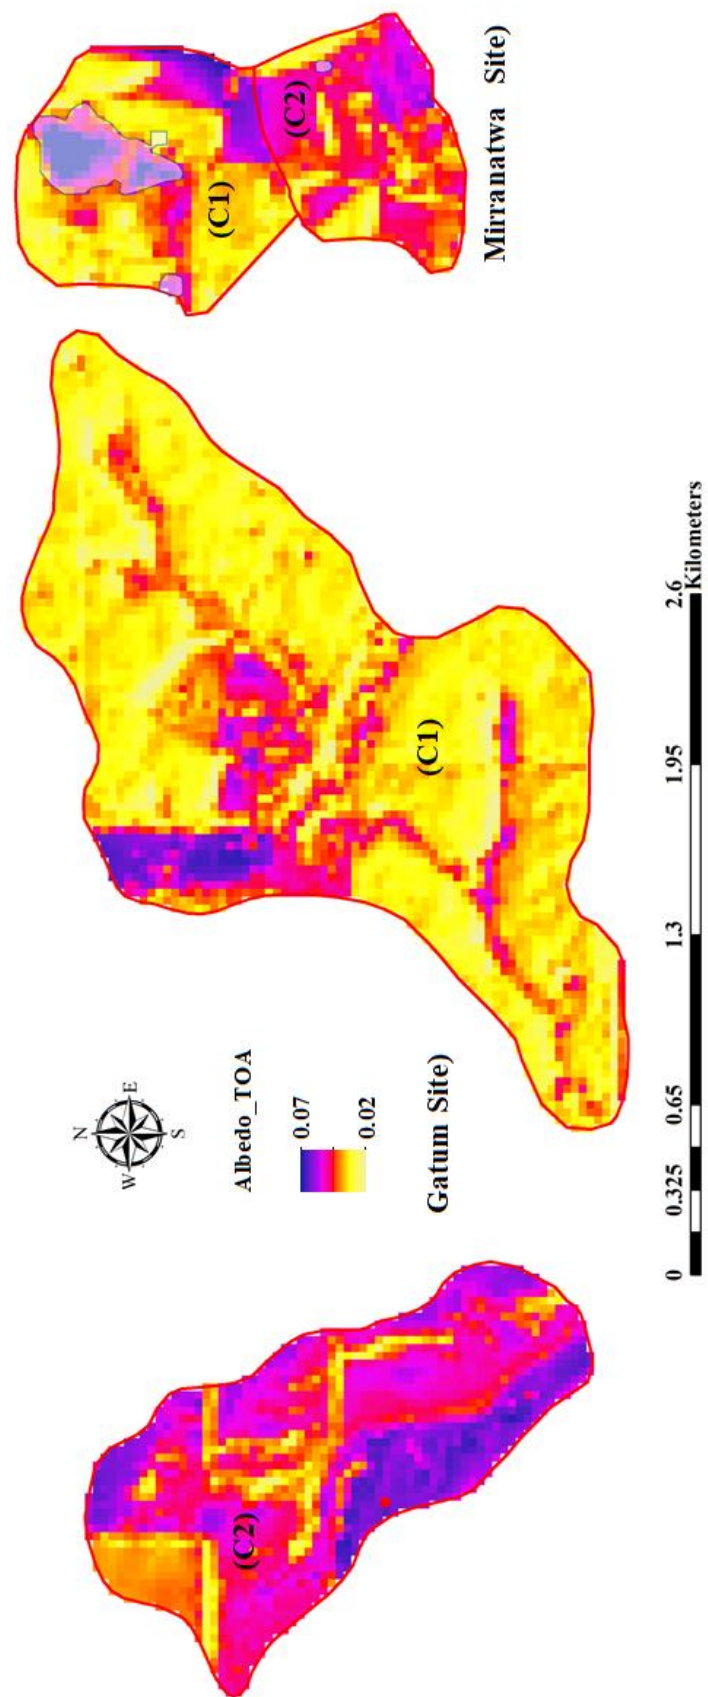 (C2)
N
W E
S
Albedo_TOA
0.07
0.02
Gatum Site)
(C1)
(C1)
(C2)
Mirranatwa Site)
0 0.325 0.65 1.3 1.95 2.6
Kilometers